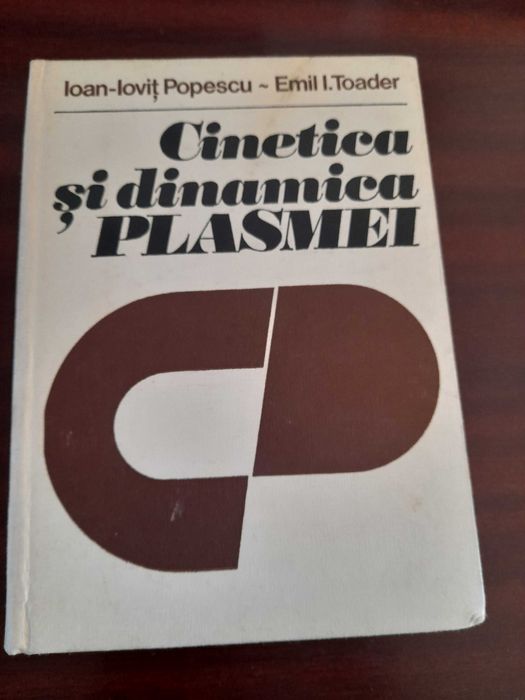 Ioan-Ioviț Popescu ~ Emil I.Toader
Cinetica
și dinamica
PLASMEI